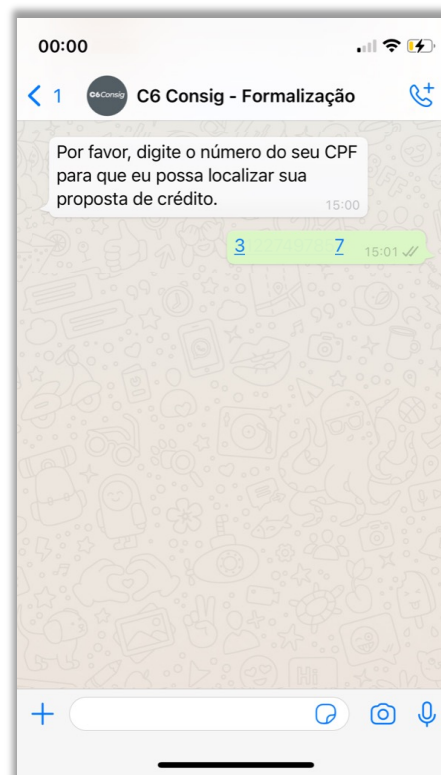 00:00
1
C6Consig
C6 Consig - Formalização
Por favor, digite o número do seu CPF
para que eu possa localizar sua
proposta de crédito.
15:00
3 7
15:01
Hi